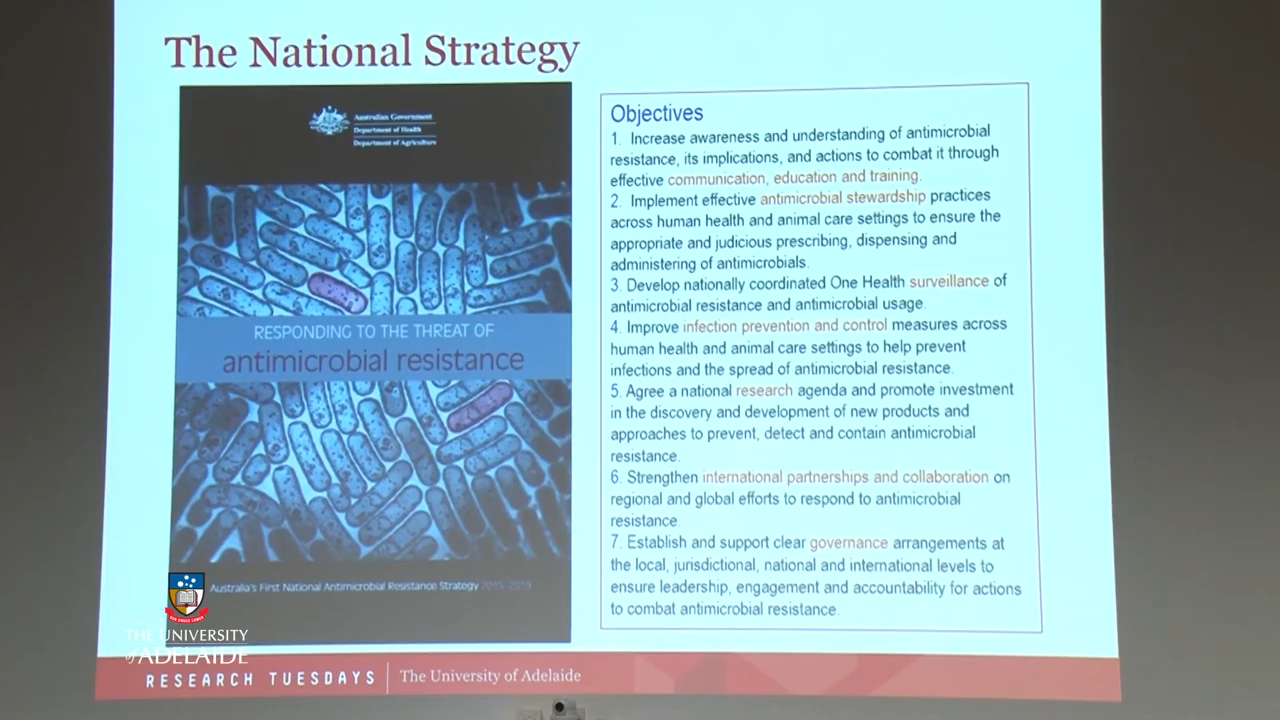 The National Strategy
Australian Government
Department of Health
Department of Agriculture
RESPONDING TO THE THREAT OF
antimicrobial resistance
Australia's First National Antimicrobial Resistance Strategy 2015-2019
Objectives
1. Increase awareness and understanding of antimicrobial
resistance, its implications, and actions to combat it through
effective communication, education and training.
2. Implement effective antimicrobial stewardship practices
across human health and animal care settings to ensure the
appropriate and judicious prescribing, dispensing and
administering of antimicrobials.
3. Develop nationally coordinated One Health surveillance of
antimicrobial resistance and antimicrobial usage.
4. Improve infection prevention and control measures across
human health and animal care settings to help prevent
infections and the spread of antimicrobial resistance.
5. Agree a national research agenda and promote investment
in the discovery and development of new products and
approaches to prevent, detect and contain antimicrobial
resistance.
6. Strengthen international partnerships and collaboration on
regional and global efforts to respond to antimicrobial
resistance.
7. Establish and support clear governance arrangements at
the local, jurisdictional, national and international levels to
ensure leadership, engagement and accountability for actions
to combat antimicrobial resistance.
THE UNIVERSITY
of ADELAIDE
RESEARCH TUESDAYS
The University of Adelaide